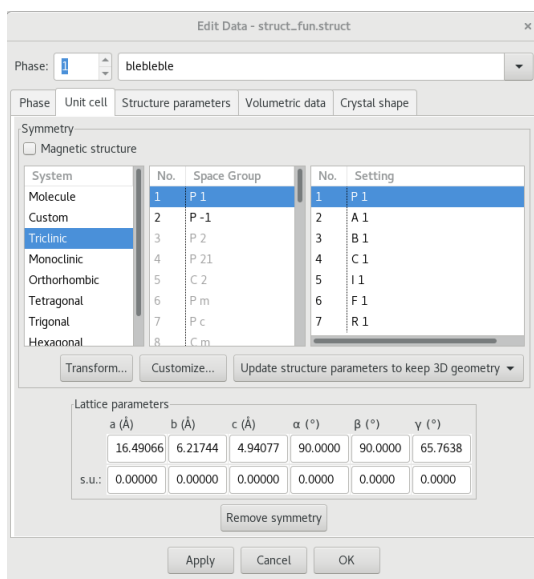 Edit Data - struct_fun.struct ×
Phase: 1 blebleble
Phase Unit cell Structure parameters Volumetric data Crystal shape
Symmetry
Magnetic structure
System No. Space Group No. Setting
Molecule 1 P 1 1 P 1
Custom 2 P -1 2 A 1
Triclinic 3 P 2 3 B 1
Monoclinic 4 P 21 4 C 1
Orthorhombic 5 C 2 5 I 1
Tetragonal 6 P m 6 F 1
Trigonal 7 P c 7 R 1
Hexagonal 8 C m
Transform... Customize... Update structure parameters to keep 3D geometry
Lattice parameters
a (Å) b (Å) c (Å) α (°) β (°) γ (°)
16.49066 6.21744 4.94077 90.0000 90.0000 65.7638
s.u.: 0.00000 0.00000 0.00000 0.0000 0.0000 0.0000
Remove symmetry
Apply Cancel OK